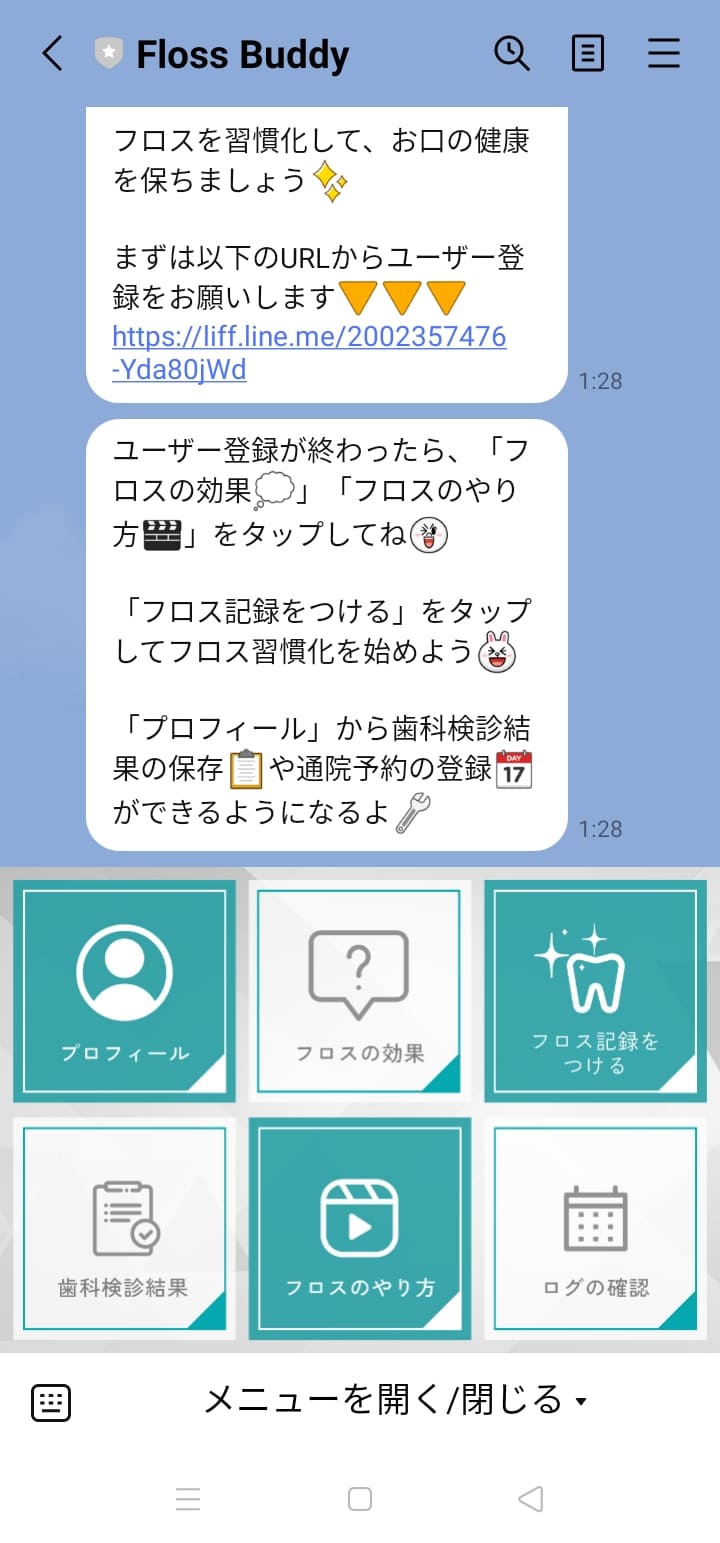 Floss Buddy
フロスを習慣化して、お口の健康
を保ちましょう✨
まずは以下のURLからユーザー登
録をお願いします
https://liff.line.me/2002357476
-Yda80jWd
1:28
ユーザー登録が終わったら、「フ
ロスの効果」「フロスのやり
方」をタップしてね
「フロス記録をつける」をタップ
してフロス習慣化を始めよう
「プロフィール」から歯科検診結
果の保存や通院予約の登録
DAY
17
ができるようになるよ
1:28
プロフィール
?
フロスの効果
フロス記録を
つける
歯科検診結果
フロスのやり方
ログの確認
メニューを開く/閉じる